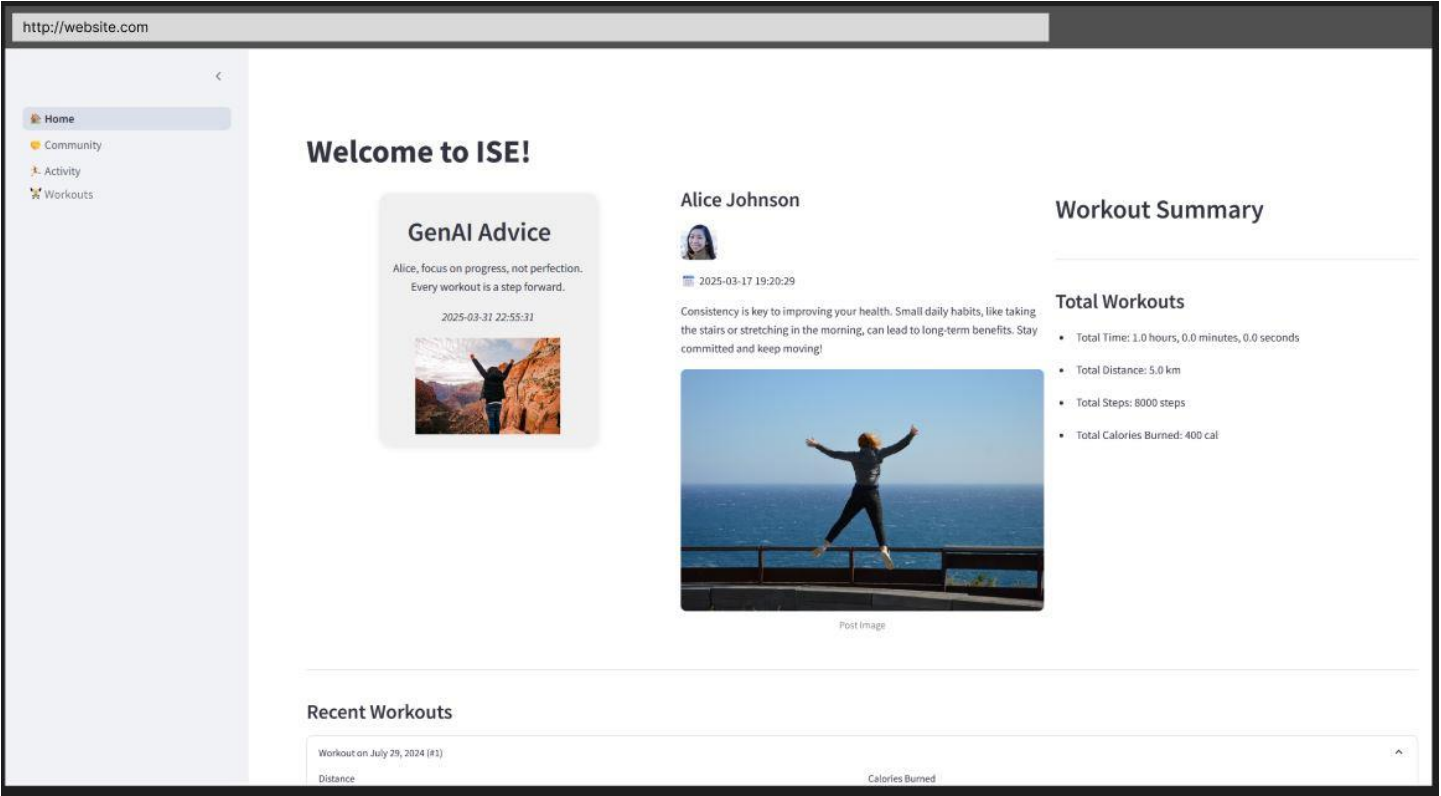 http://website.com
Home
Community
Activity
Workouts
Welcome to ISE!
GenAI Advice
Alice, focus on progress, not perfection.
Every workout is a step forward.
2025-03-31 22:55:31
Alice Johnson
2025-03-17 19:20:29
Consistency is key to improving your health. Small daily habits, like taking
the stairs or stretching in the morning, can lead to long-term benefits. Stay
committed and keep moving!
Post Image
Workout Summary
Total Workouts
Total Time: 1.0 hours, 0.0 minutes, 0.0 seconds
Total Distance: 5.0 km
Total Steps: 8000 steps
Total Calories Burned: 400 cal
Recent Workouts
Workout on July 29, 2024 (#1)
Distance
Calories Burned